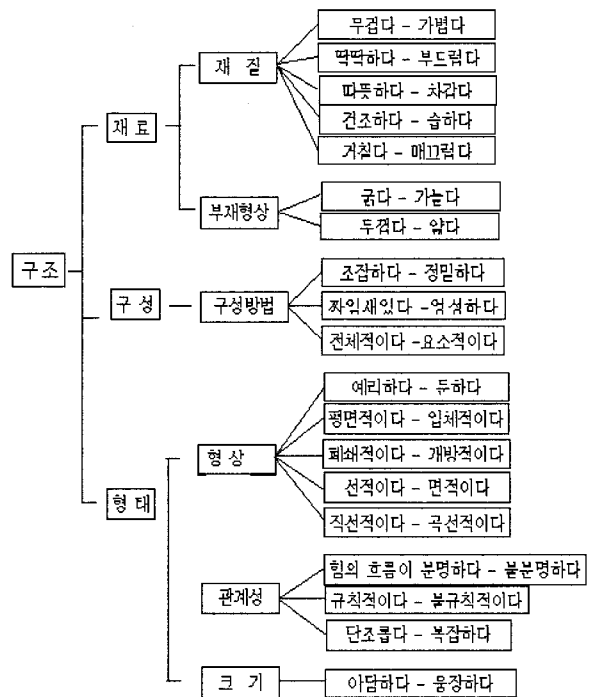 무겁다 - 가볍다
재 질
딱딱하다 - 부드럽다
따뜻하다 - 차갑다
건조하다 - 습하다
재 료
거칠다 - 매끄럽다
굵다 - 가늘다
부재형상
두껍다 - 얇다
구 조
조잡하다 - 정밀하다
구 성
구성방법
짜임새있다 -엉성하다
전체적이다 -요소적이다
예리하다 - 둔하다
평면적이다 - 입체적이다
형 상
폐쇄적이다 - 개방적이다
선적이다 - 면적이다
형 태
직선적이다 - 곡선적이다
힘의 흐름이 분명하다 - 불분명하다
관계성
규칙적이다 - 불규칙적이다
단조롭다 - 복잡하다
크 기
아담하다 - 웅장하다